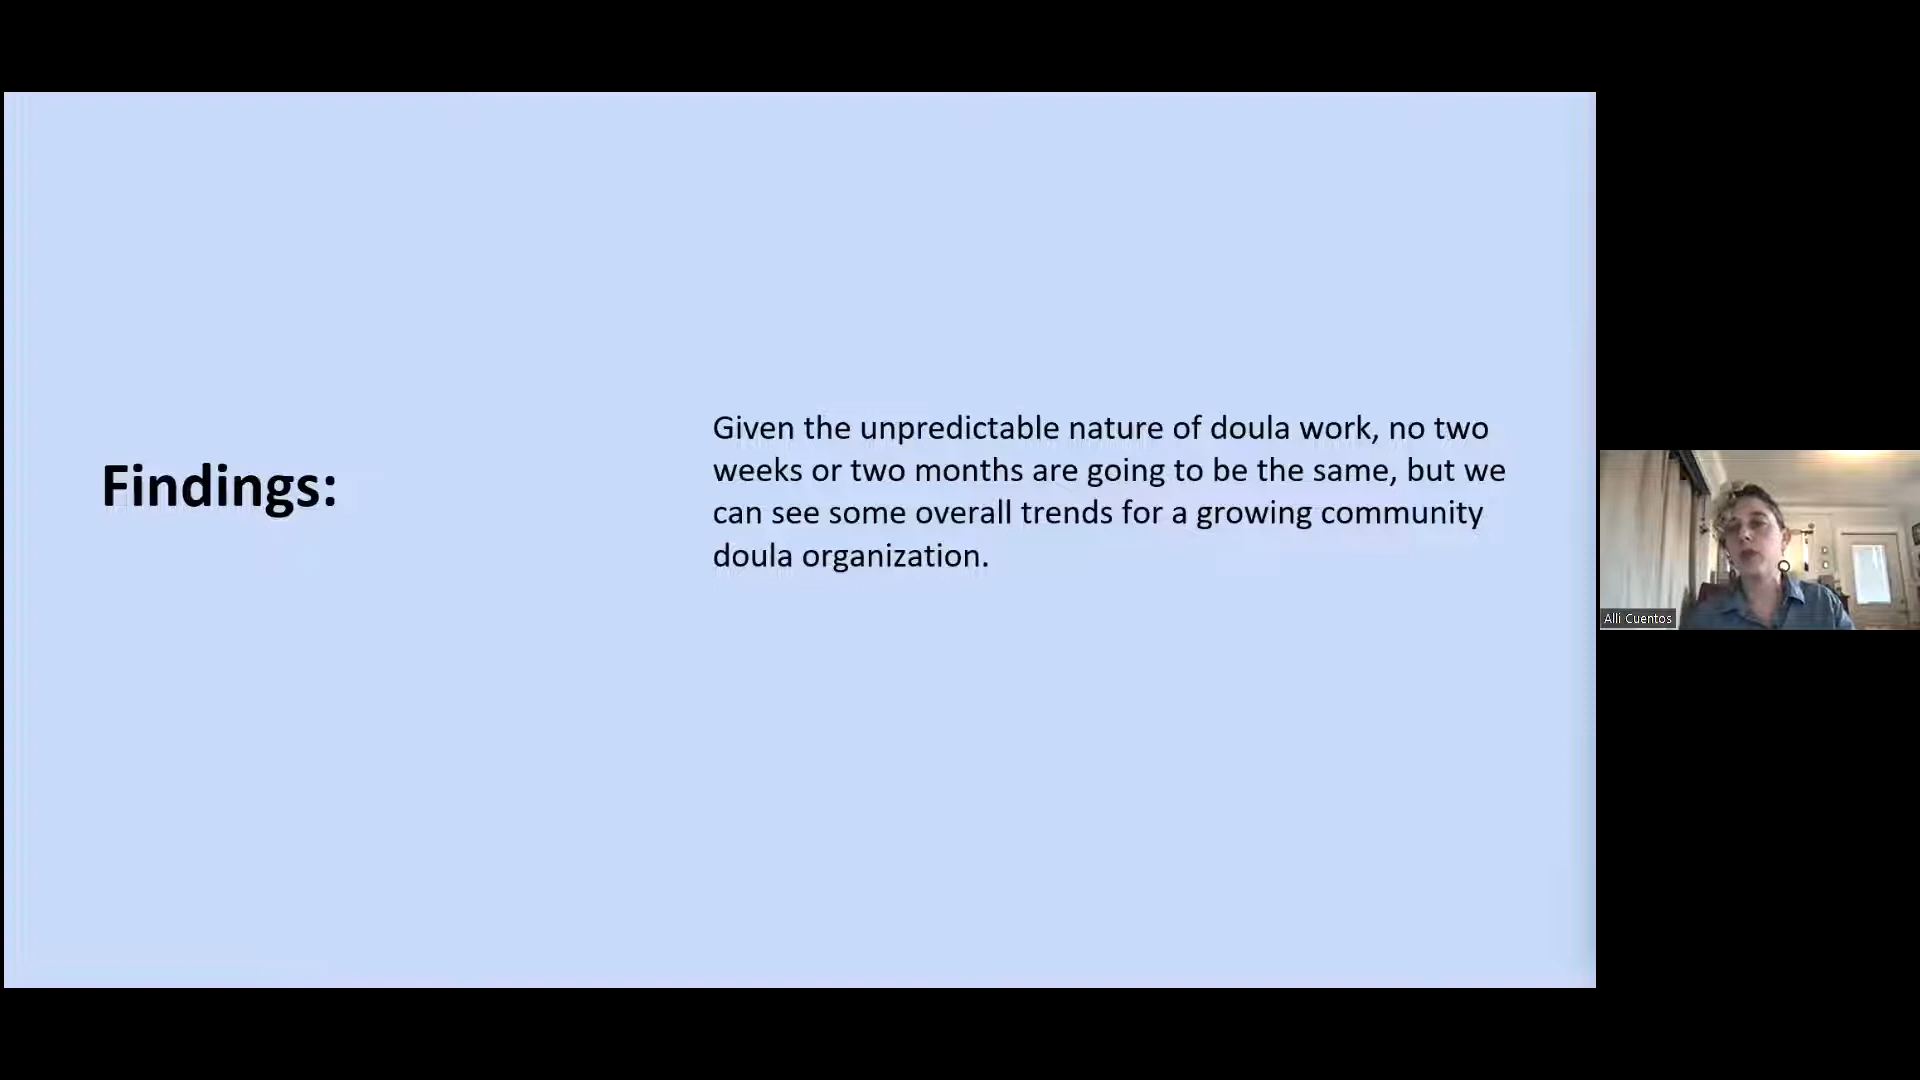 Findings:
Given the unpredictable nature of doula work, no two
weeks or two months are going to be the same, but we
can see some overall trends for a growing community
doula organization.
Alli Cuentos